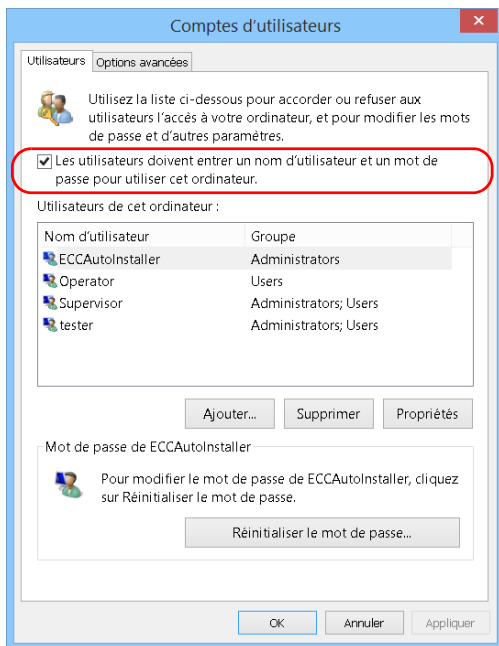 Comptes d'utilisateurs
Utilisateurs Options avancées
Utilisez la liste ci-dessous pour accorder ou refuser aux
utilisateurs l'accès à votre ordinateur, et pour modifier les mots
de passe et d'autres paramètres.
Les utilisateurs doivent entrer un nom d'utilisateur et un mot de
passe pour utiliser cet ordinateur.
Utilisateurs de cet ordinateur :
Nom d'utilisateur Groupe
ECCAutoInstaller Administrators
Operator Users
Supervisor Administrators; Users
tester Administrators; Users
Ajouter... Supprimer Propriétés
Mot de passe de ECCAutoInstaller
Pour modifier le mot de passe de ECCAutoInstaller, cliquez
sur Réinitialiser le mot de passe.
Réinitialiser le mot de passe...
OK Annuler Appliquer